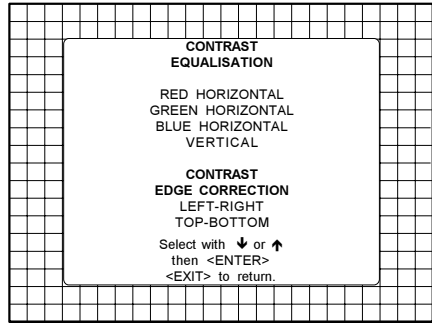 CONTRAST
EQUALISATION
RED HORIZONTAL
GREEN HORIZONTAL
BLUE HORIZONTAL
VERTICAL
CONTRAST
EDGE CORRECTION
LEFT-RIGHT
TOP-BOTTOM
Select with ↓ or ↑
then <ENTER>
<EXIT> to return.